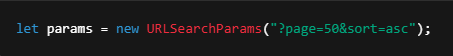 let params = new URLSearchParams("?page=50&sort=asc");